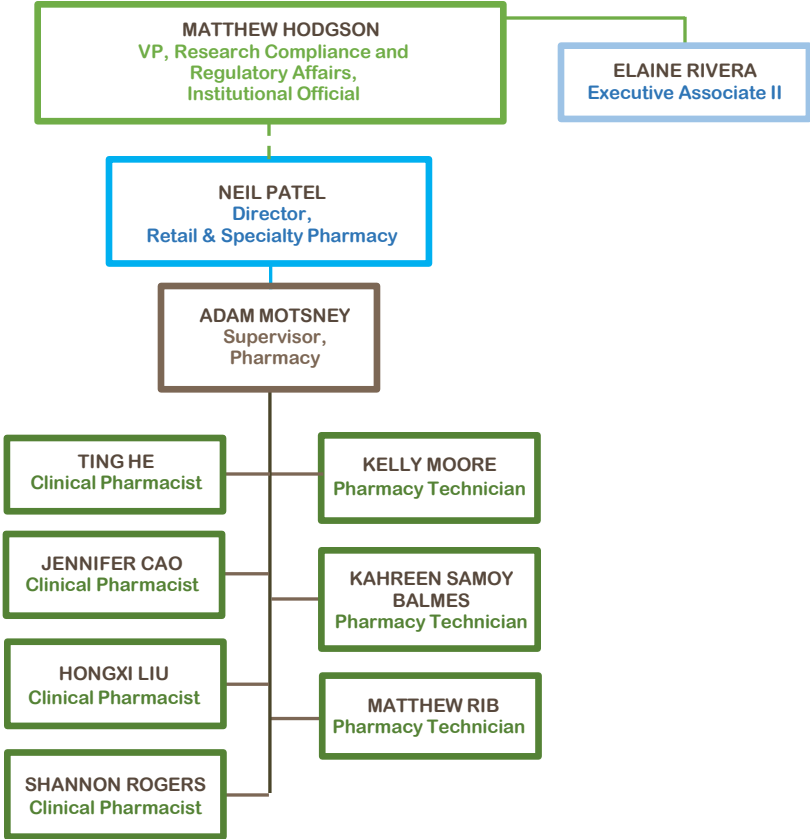 MATTHEW HODGSON
VP, Research Compliance and
Regulatory Affairs,
Institutional Official
ELAINE RIVERA
Executive Associate II
NEIL PATEL
Director,
Retail & Specialty Pharmacy
ADAM MOTSNEY
Supervisor,
Pharmacy
TING HE
Clinical Pharmacist
KELLY MOORE
Pharmacy Technician
JENNIFER CAO
Clinical Pharmacist
KAHREEN SAMOY
BALMES
Pharmacy Technician
HONGXI LIU
Clinical Pharmacist
MATTHEW RIB
Pharmacy Technician
SHANNON ROGERS
Clinical Pharmacist